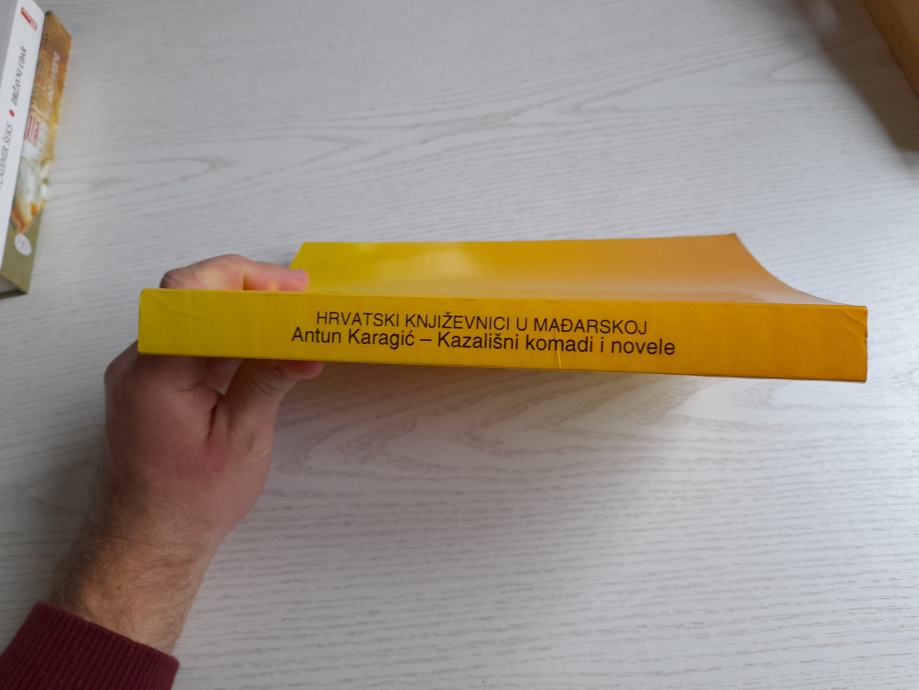 HRVATSKI KNJIŽEVNICI U MAĐARSKOJ
Antun Karagić – Kazališni komadi i novele